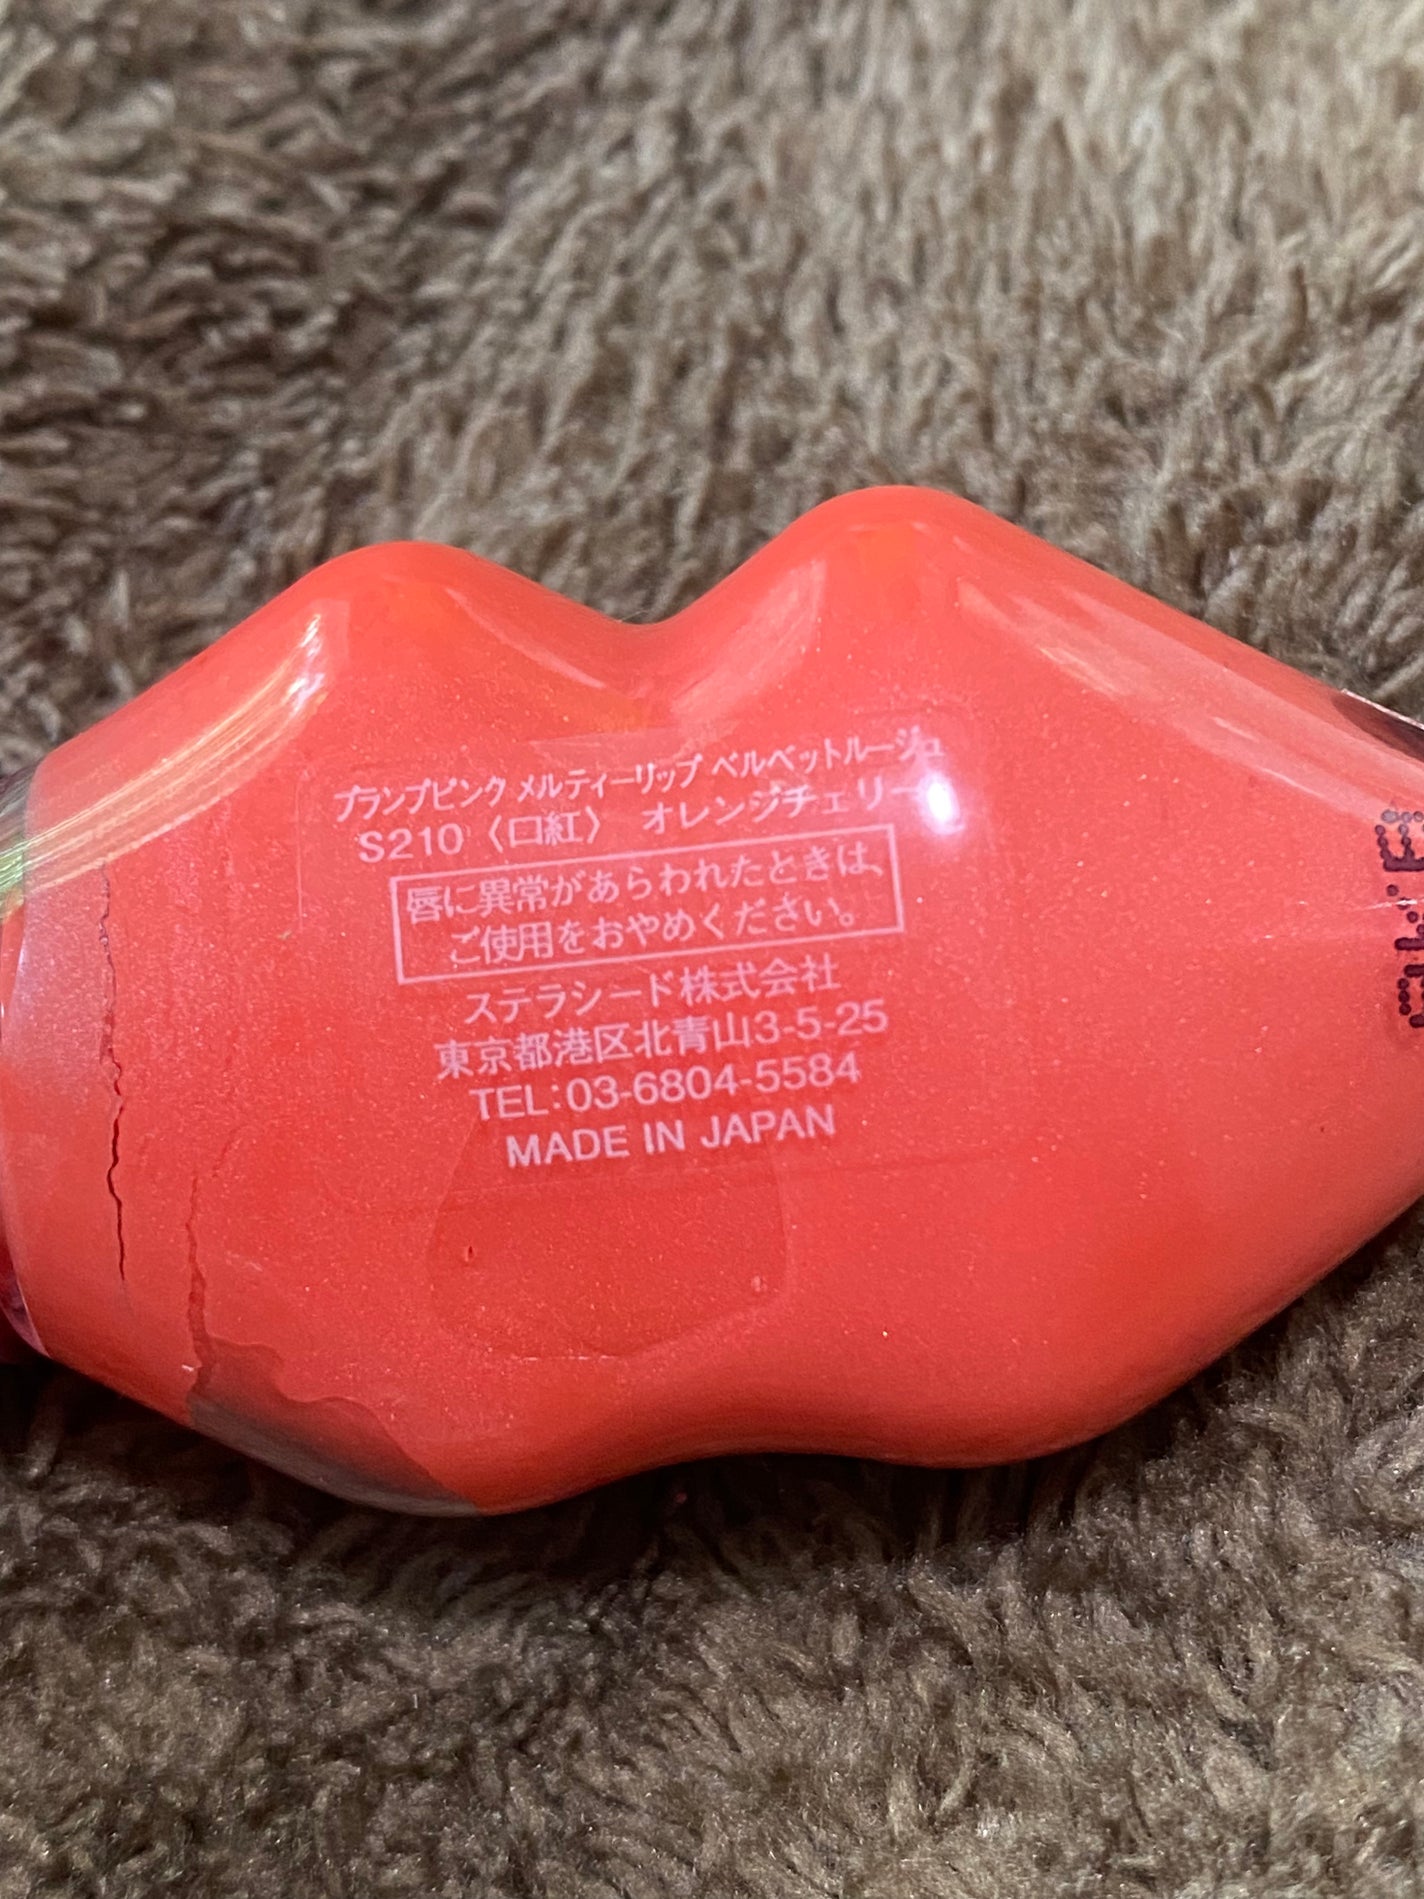 プランプピンク メルティーリップ ベルベットルージュ
S210〈口紅〉 オレンジチェリー
唇に異常があらわれたときは、
ご使用をおやめください。
ステラシード株式会社
東京都港区北青山3-5-25
TEL:03-6804-5584
MADE IN JAPAN